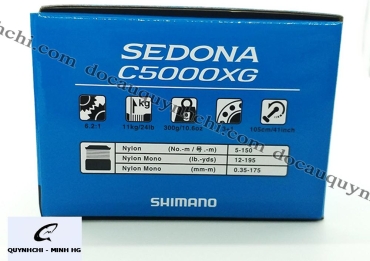 SEDONA
C5000XG
kg
g
6.2:1
11kg/24lb
300g/10.6oz
105cm/41inch
Nylon (No.-m / 号.-m) 5-150
Nylon Mono (lb.-yds) 12-195
Nylon Mono (mm-m) 0.35-175
SHIMANO
QUYNHCHI - MINH HG
docauquynhchi.com